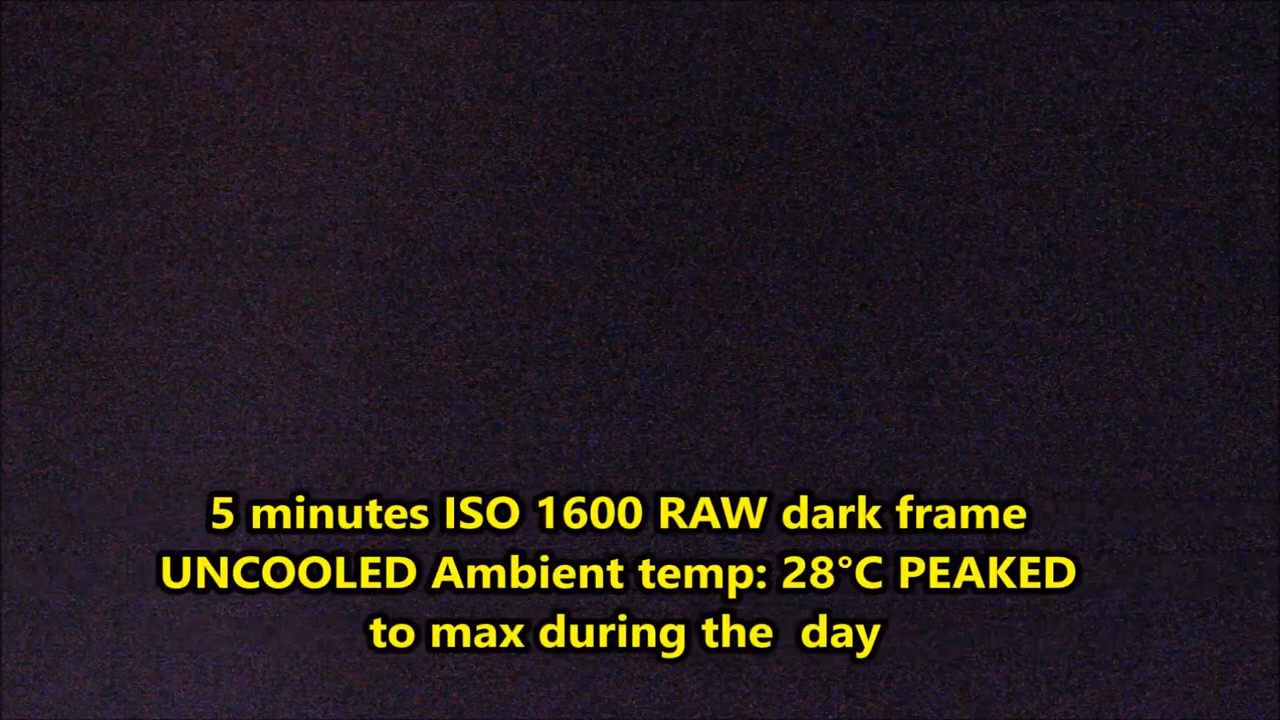 5 minutes ISO 1600 RAW dark frame
UNCOOLED Ambient temp: 28°C PEAKED
to max during the  day